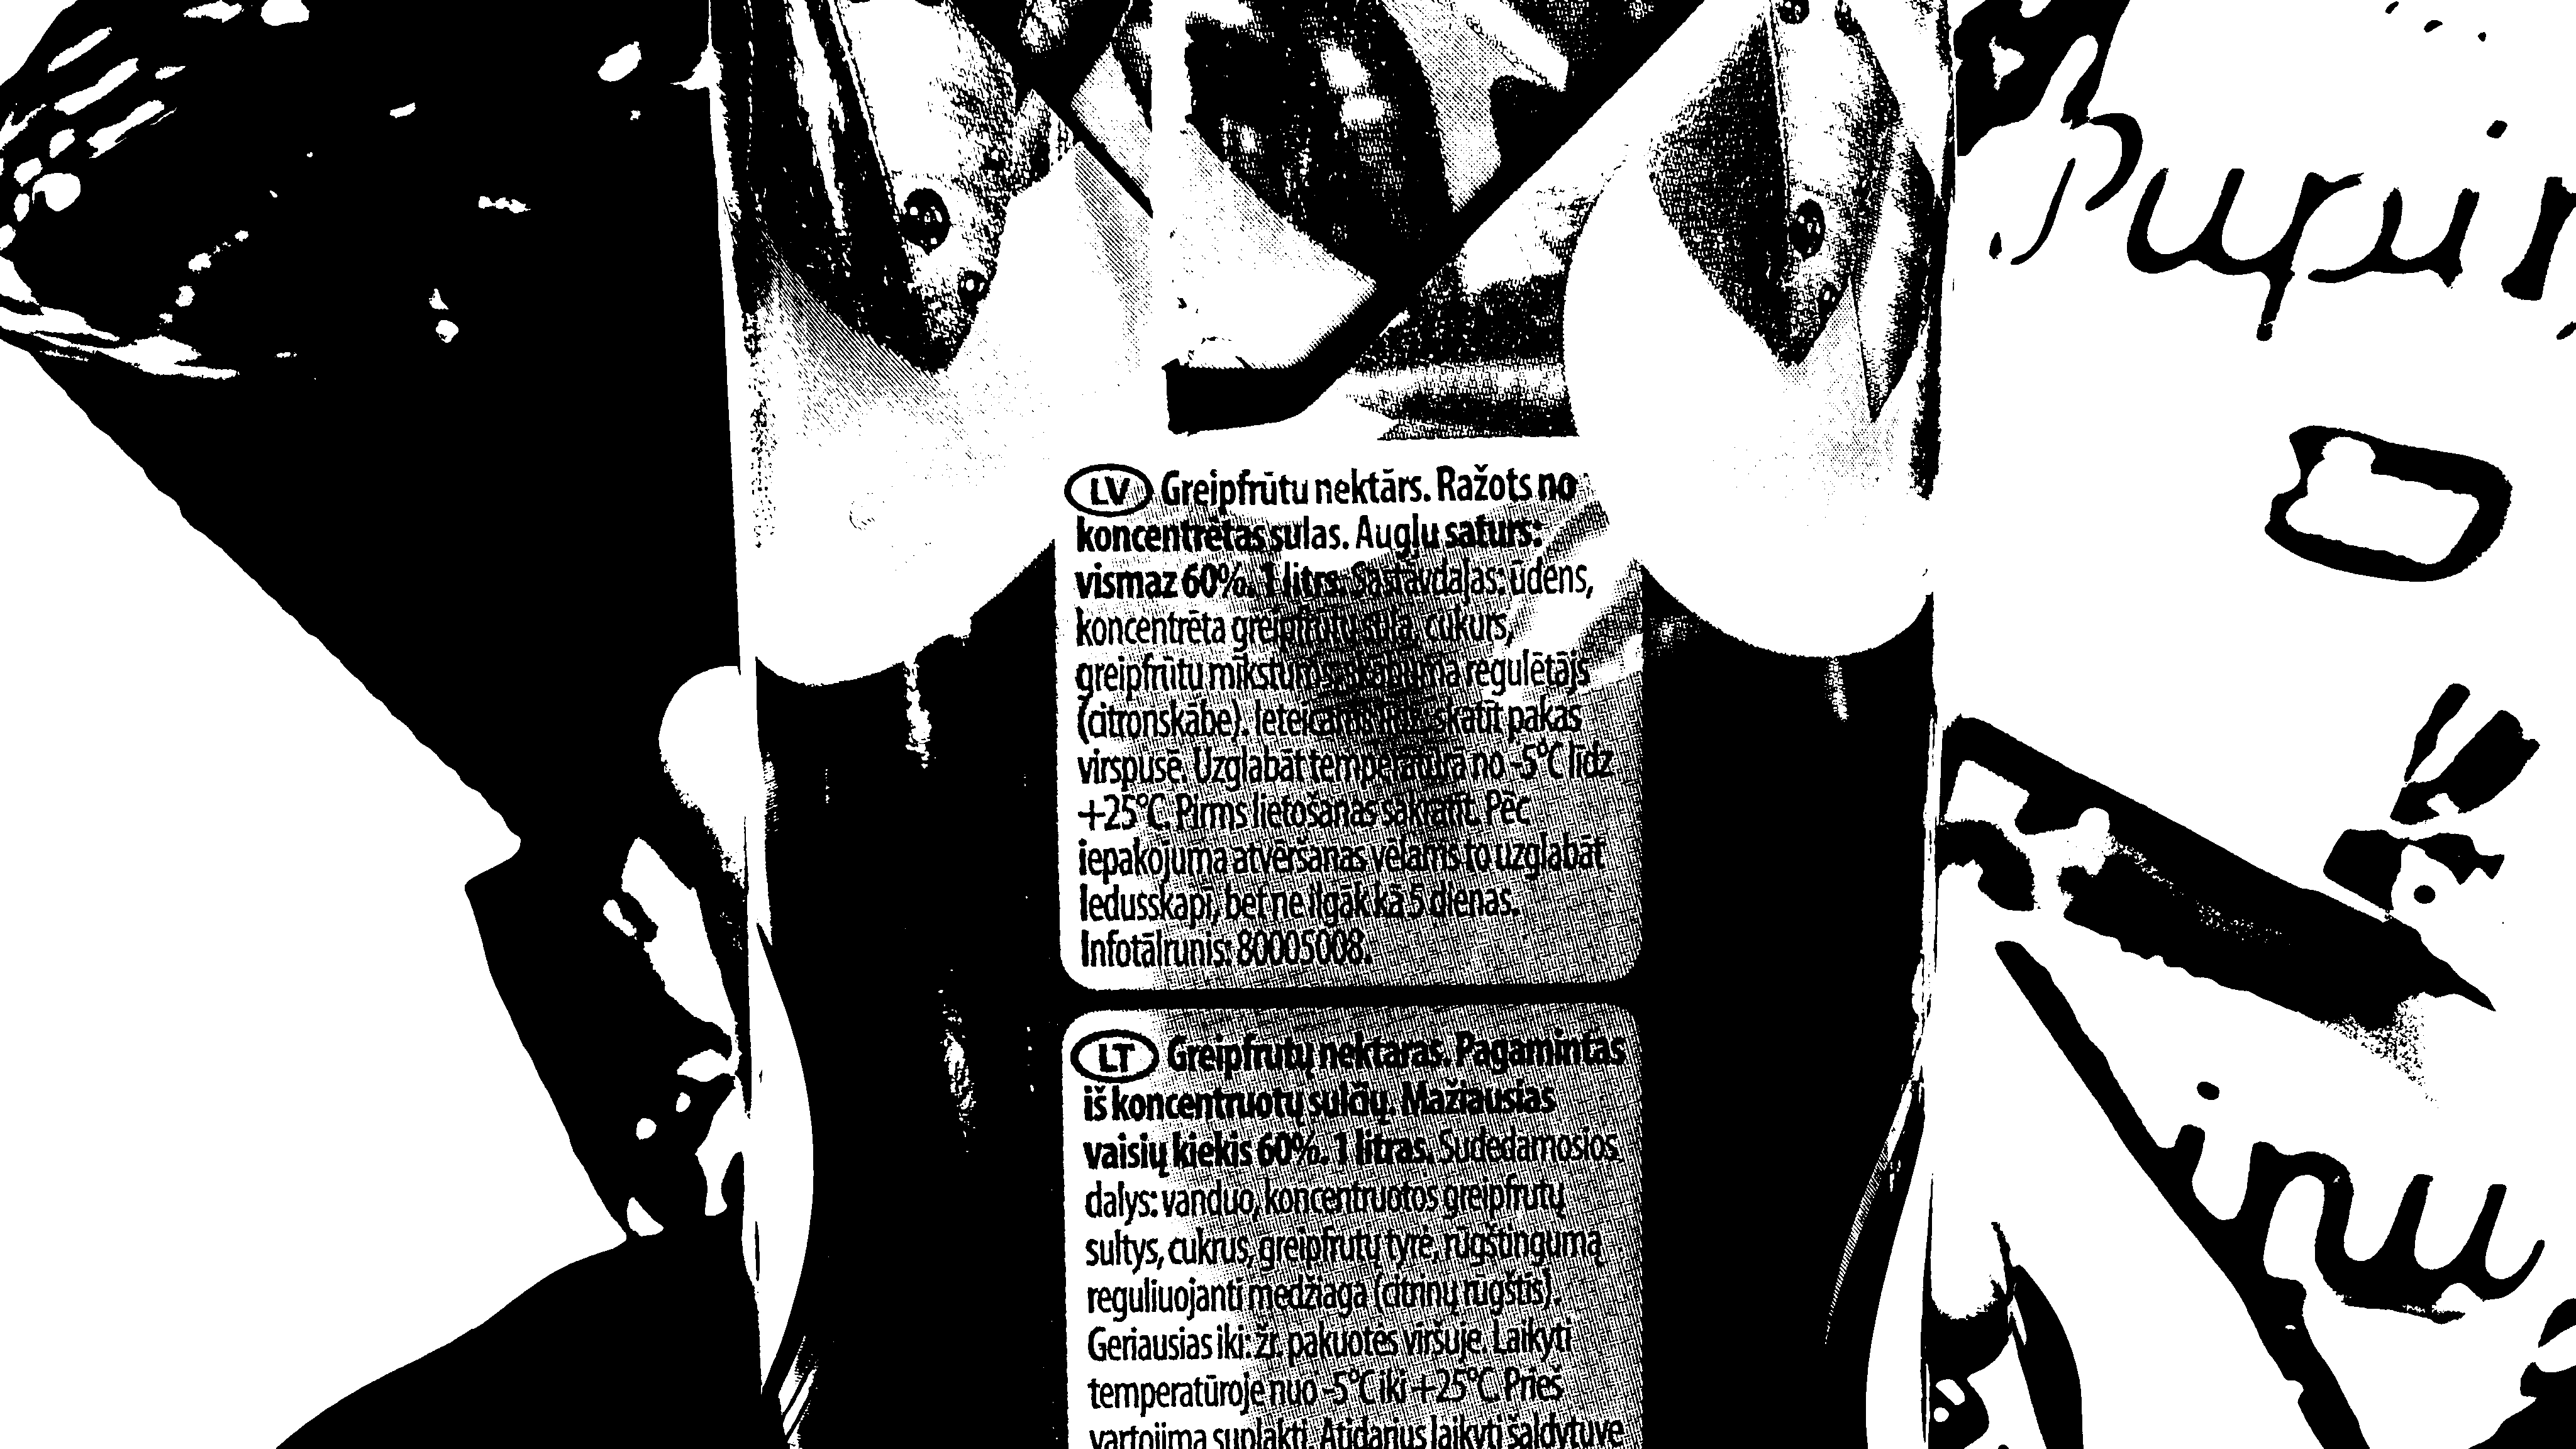 LV Greipfrūtu nektārs. Ražots no
koncentrētas sulas. Augļu saturs:
vismaz 60%. 1 litrs. Sastāvdaļas: ūdens,
koncentrēta greipfrūtu sula, cukurs,
greipfrūtu mīkstums, skābuma regulētājs
(citronskābe). Ieteicams līdz: skatīt pakas
virspusē. Uzglabāt temperatūrā no -5°C līdz
+25°C. Pirms lietošanas sakratīt. Pēc
iepakojuma atvēršanas vēlams to uzglabāt
ledusskapī, bet ne ilgāk kā 5 dienas.
Infotālrunis: 80005008.
LT Greipfrutų nektaras. Pagamintas
iš koncentruotų sulčių. Mažiausias
vaisių kiekis 60%. 1 litras. Sudedamosios
dalys: vanduo, koncentruotos greipfrutų
sultys, cukrus, greipfrutų tyrė, rūgštingumą
reguliuojanti medžiaga (citrinų rūgštis).
Geriausias iki: žr. pakuotės viršuje. Laikyti
temperatūroje nuo -5°C iki +25°C. Prieš
vartojimą suplakti. Atidarius laikyti šaldytuve